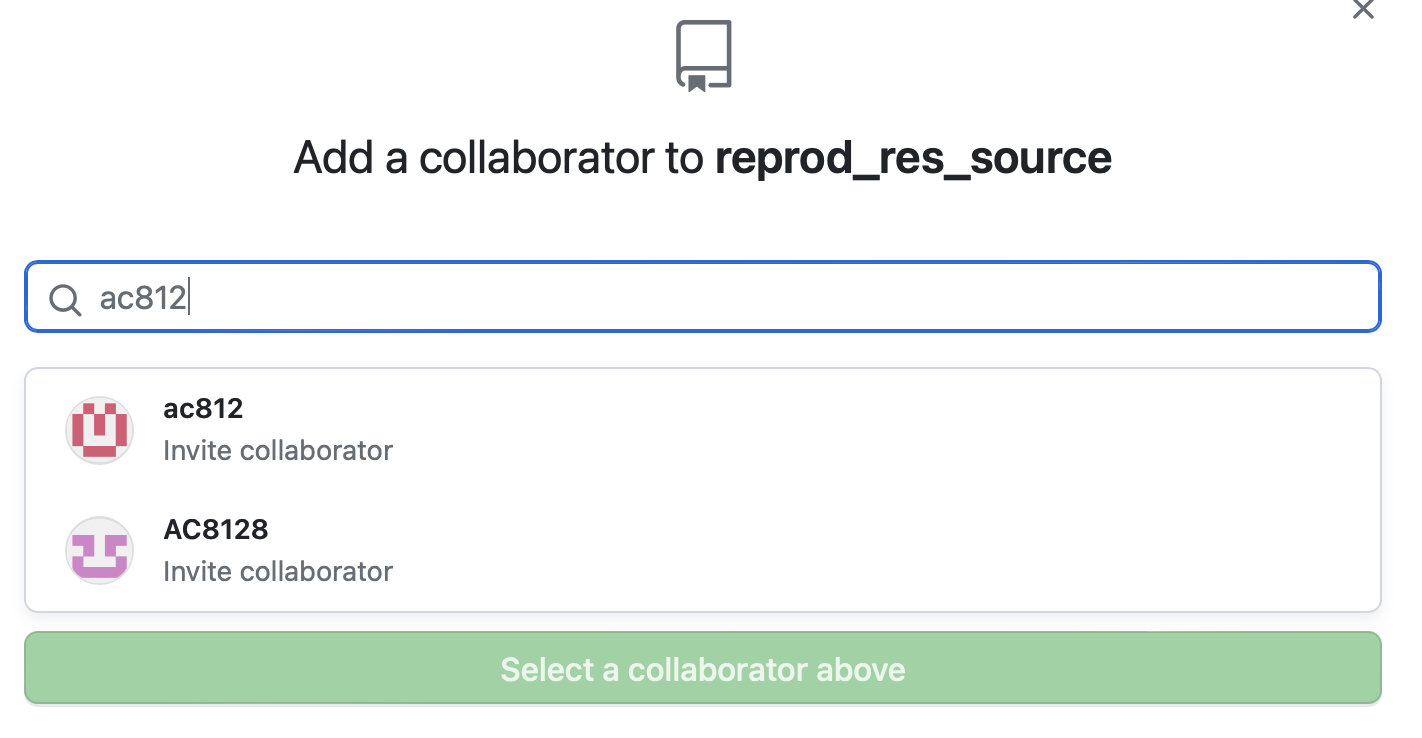 Add a collaborator to reprod_res_source
ac812
ac812
Invite collaborator
AC8128
Invite collaborator
Select a collaborator above